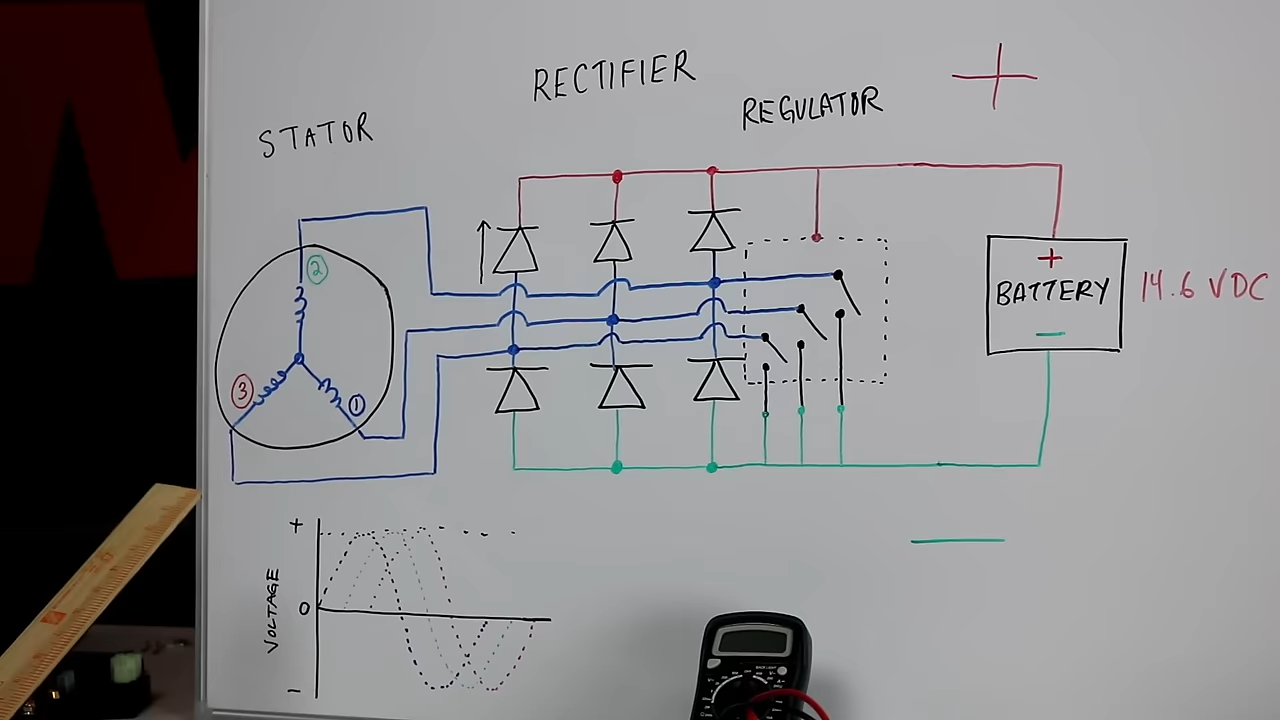 RECTIFIER
REGULATOR
+
STATOR
2
3
1
+
BATTERY
−
14.6 VDC
+
0
−
VOLTAGE